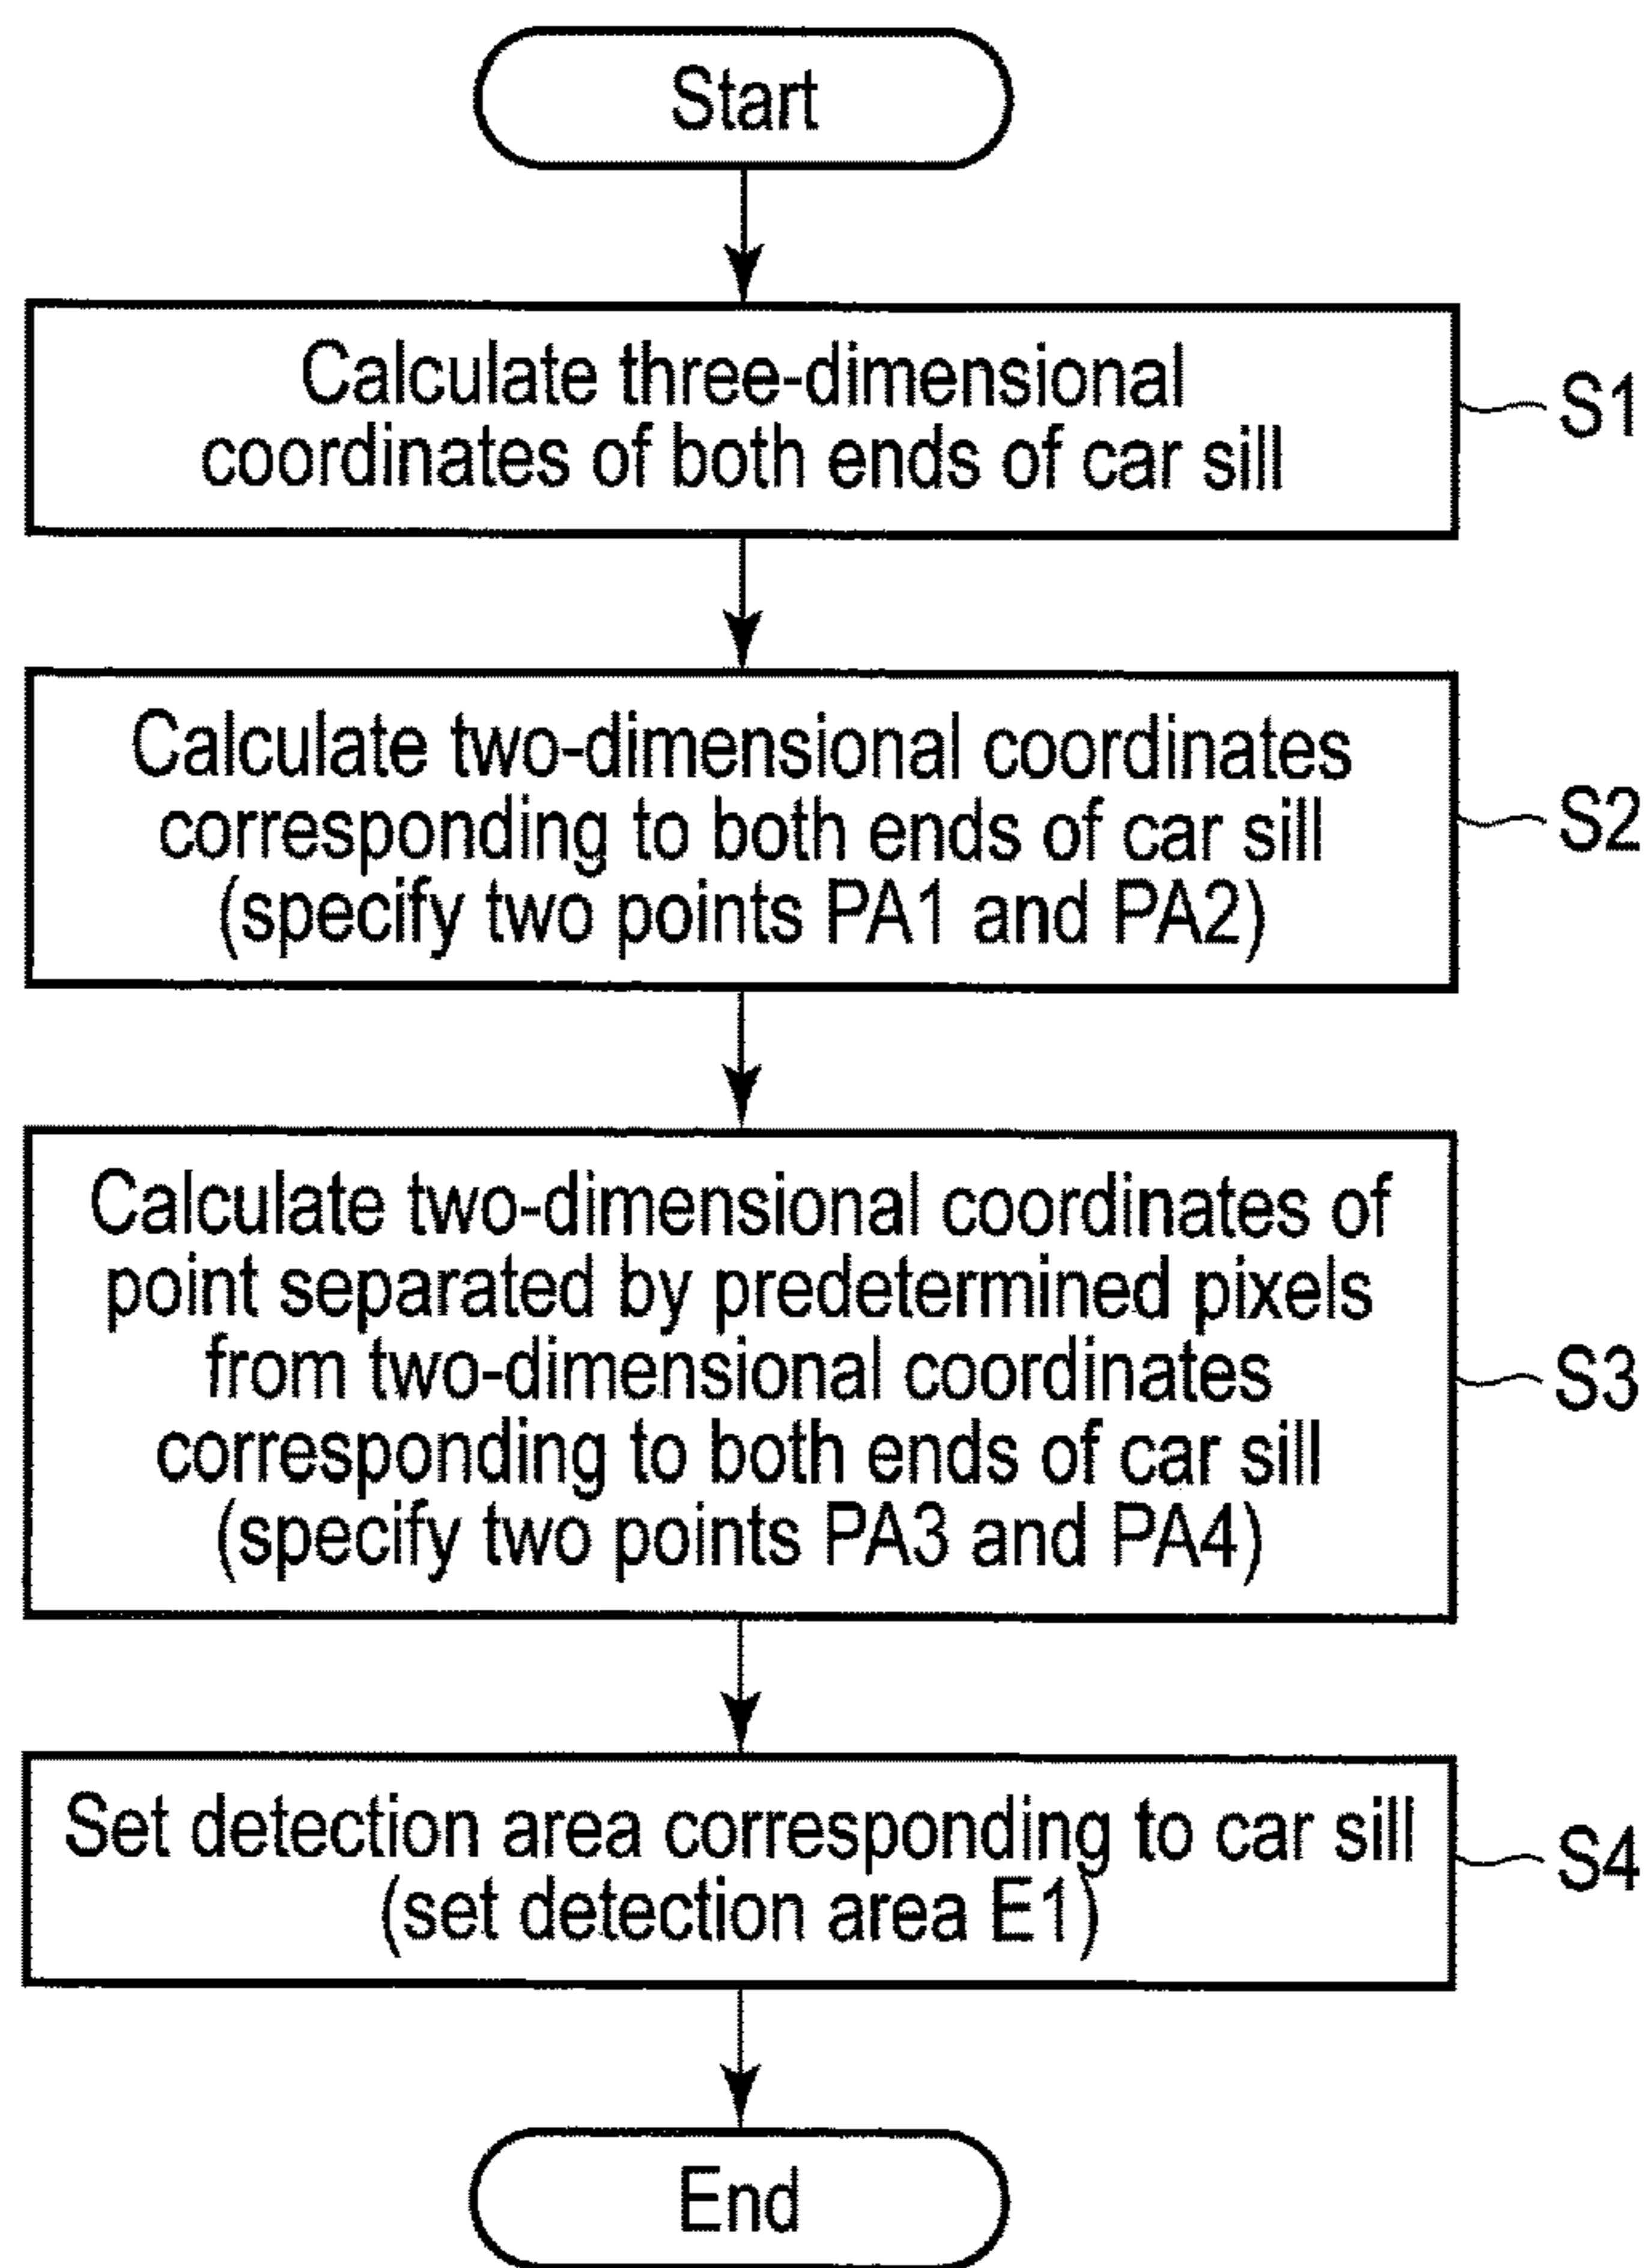 Start
Calculate three-dimensional
coordinates of both ends of car sill
S1
Calculate two-dimensional coordinates
corresponding to both ends of car sill
(specify two points PA1 and PA2)
S2
Calculate two-dimensional coordinates of
point separated by predetermined pixels
from two-dimensional coordinates
corresponding to both ends of car sill
(specify two points PA3 and PA4)
S3
Set detection area corresponding to car sill
(set detection area E1)
S4
End